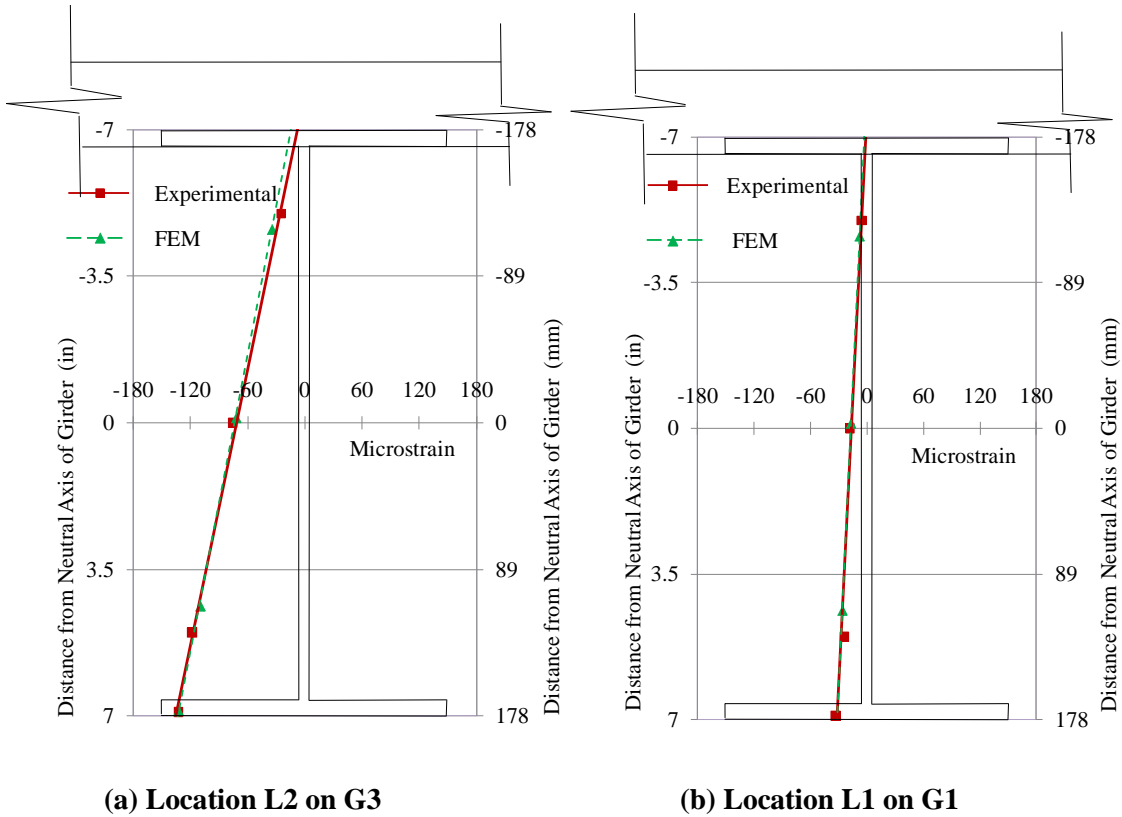 -7
-178
Experimental
FEM
-3.5
-89
-180 -120 -60 0 60 120 180
0
0
Microstrain
3.5
89
7
178
Distance from Neutral Axis of Girder (in)
Distance from Neutral Axis of Girder (mm)
(a) Location L2 on G3
-7
-178
Experimental
FEM
-3.5
-89
-180 -120 -60 0 60 120 180
0
0
Microstrain
3.5
89
7
178
Distance from Neutral Axis of Girder (in)
Distance from Neutral Axis of Girder (mm)
(b) Location L1 on G1